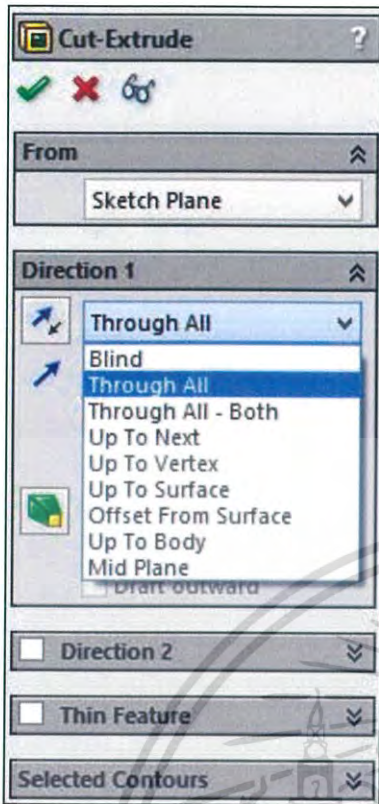 Cut-Extrude ?
From
Sketch Plane
Direction 1
Through All
Blind
Through All
Through All - Both
Up To Next
Up To Vertex
Up To Surface
Offset From Surface
Up To Body
Mid Plane
Draft outward
Direction 2
Thin Feature
Selected Contours